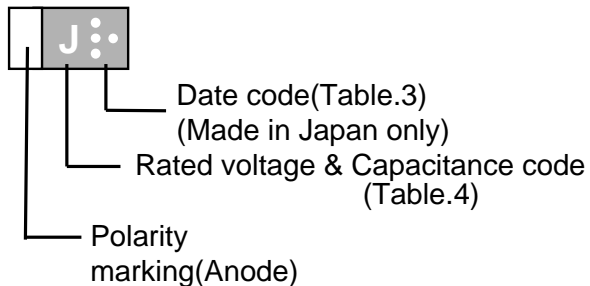 J
Date code(Table.3)
(Made in Japan only)
Rated voltage & Capacitance code
(Table.4)
Polarity
marking(Anode)